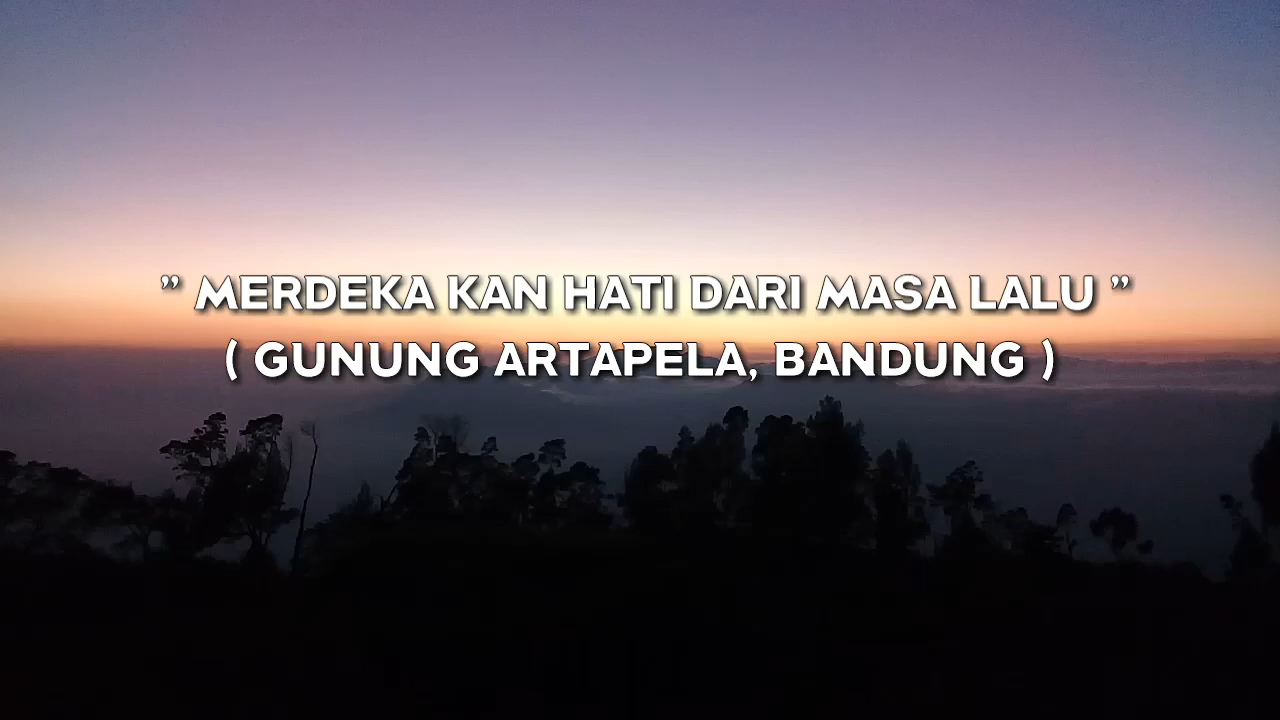 ” MERDEKA KAN HATI DARI MASA LALU ”
( GUNUNG ARTAPELA, BANDUNG )